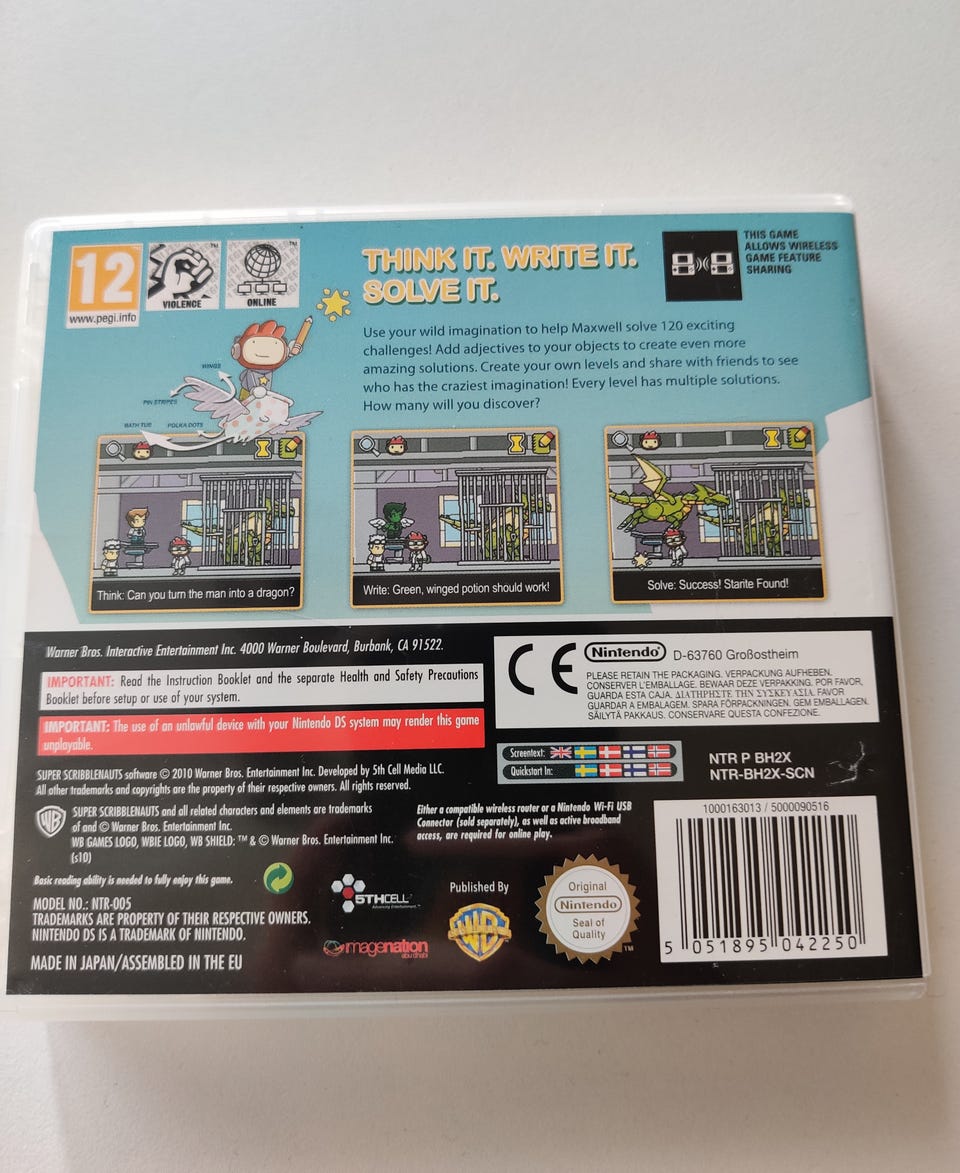 12
www.pegi.info
VIOLENCE
ONLINE
THINK IT. WRITE IT.
SOLVE IT.
THIS GAME
ALLOWS WIRELESS
GAME FEATURE
SHARING
Use your wild imagination to help Maxwell solve 120 exciting
challenges! Add adjectives to your objects to create even more
amazing solutions. Create your own levels and share with friends to see
who has the craziest imagination! Every level has multiple solutions.
How many will you discover?
WINGS
PIN STRIPES
BATH TUB
POLKA DOTS
Think: Can you turn the man into a dragon?
Write: Green, winged potion should work!
Solve: Success! Starite Found!
Warner Bros. Interactive Entertainment Inc. 4000 Warner Boulevard, Burbank, CA 91522.
IMPORTANT: Read the Instruction Booklet and the separate Health and Safety Precautions
Booklet before setup or use of your system.
IMPORTANT: The use of an unlawful device with your Nintendo DS system may render this game
unplayable.
SUPER SCRIBBLENAUTS software © 2010 Warner Bros. Entertainment Inc. Developed by 5th Cell Media LLC.
All other trademarks and copyrights are the property of their respective owners. All rights reserved.
SUPER SCRIBBLENAUTS and all related characters and elements are trademarks
of and © Warner Bros. Entertainment Inc.
WB GAMES LOGO, WBIE LOGO, WB SHIELD: ™ & © Warner Bros. Entertainment Inc.
(s10)
Basic reading ability is needed to fully enjoy this game.
MODEL NO.: NTR-005
TRADEMARKS ARE PROPERTY OF THEIR RESPECTIVE OWNERS.
NINTENDO DS IS A TRADEMARK OF NINTENDO.
MADE IN JAPAN/ASSEMBLED IN THE EU
CE
Nintendo D-63760 Großostheim
PLEASE RETAIN THE PACKAGING. VERPACKUNG AUFHEBEN.
CONSERVER L'EMBALLAGE. BEWAAR DEZE VERPAKKING. POR FAVOR,
GUARDA ESTA CAJA. ΔΙΑΤΗΡΗΣΤΕ ΤΗΝ ΣΥΣΚΕΥΑΣΙΑ. FAVOR
GUARDAR A EMBALAGEM. SPARA FÖRPACKNINGEN. GEM EMBALLAGEN.
SÄILYTÄ PAKKAUS. CONSERVARE QUESTA CONFEZIONE.
Screentext:
Quickstart In:
NTR P BH2X
NTR-BH2X-SCN
Either a compatible wireless router or a Nintendo Wi-Fi USB
Connector (sold separately), as well as active broadband
access, are required for online play.
5THCELL
Advancing Entertainment.™
imagenation
abu dhabi
Published By
WB
Original
Nintendo
Seal of
Quality
TM
1000163013 / 5000090516
5 051895 042250